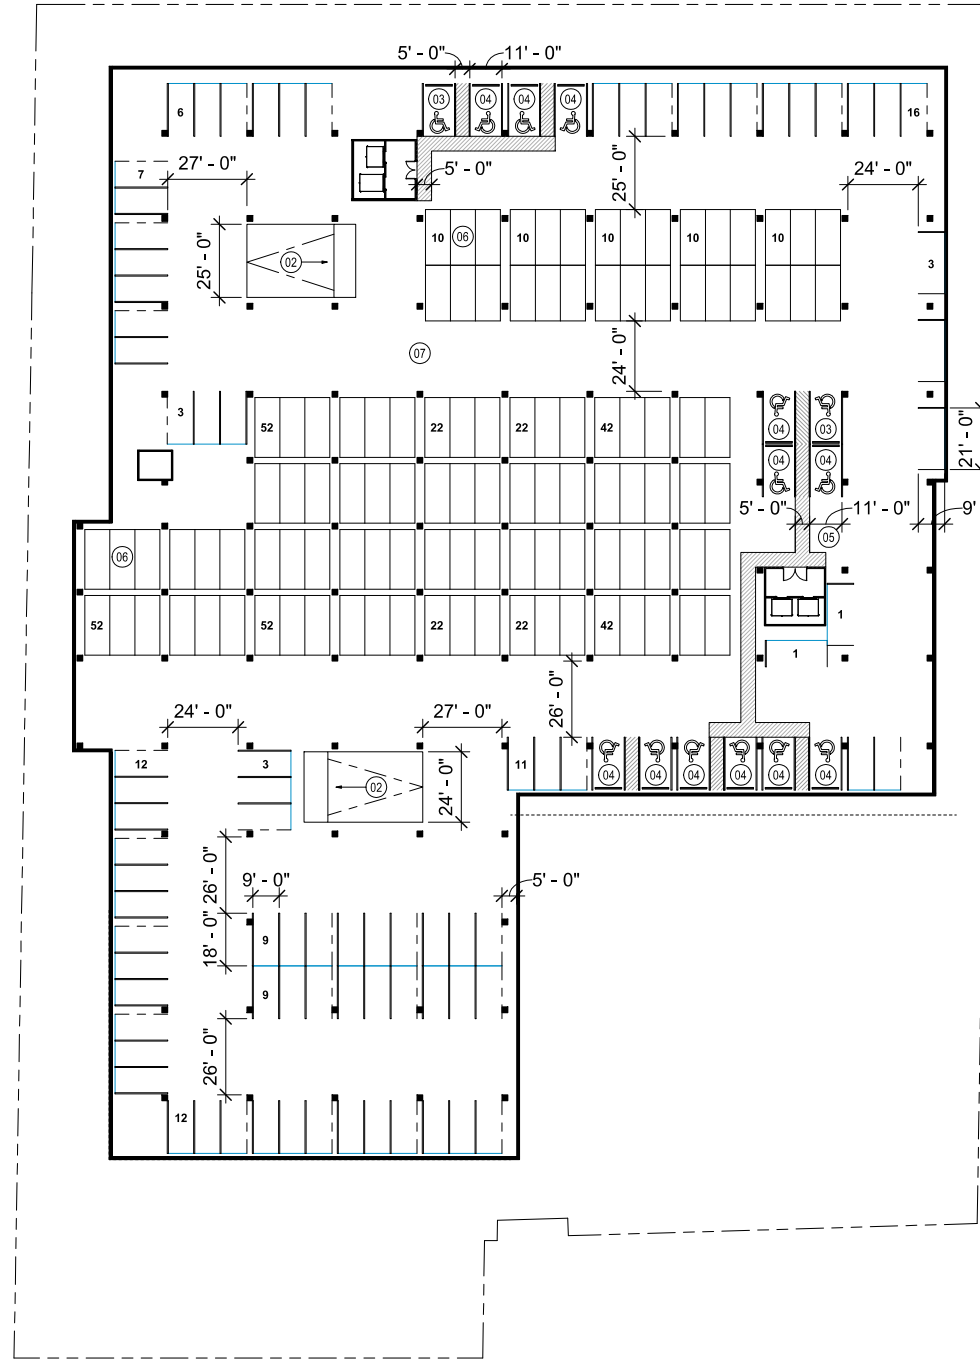 5' - 0" 11' - 0"
03 04 04 04
6 16
27' - 0" 5' - 0" 25' - 0" 24' - 0"
7
10 06 10 10 10 10
25' - 0" 02 3
07 24' - 0"
3 52 22 22 42
04 03
04 04
21' - 0"
5' - 0" 11' - 0" 9'
06 05
52 52 22 22 42 1
1
26' - 0"
24' - 0" 27' - 0"
12 3 02 24' - 0" 11 04 04 04 04 04 04
26' - 0" 9' - 0" 5' - 0"
18' - 0" 9
9
26' - 0"
12